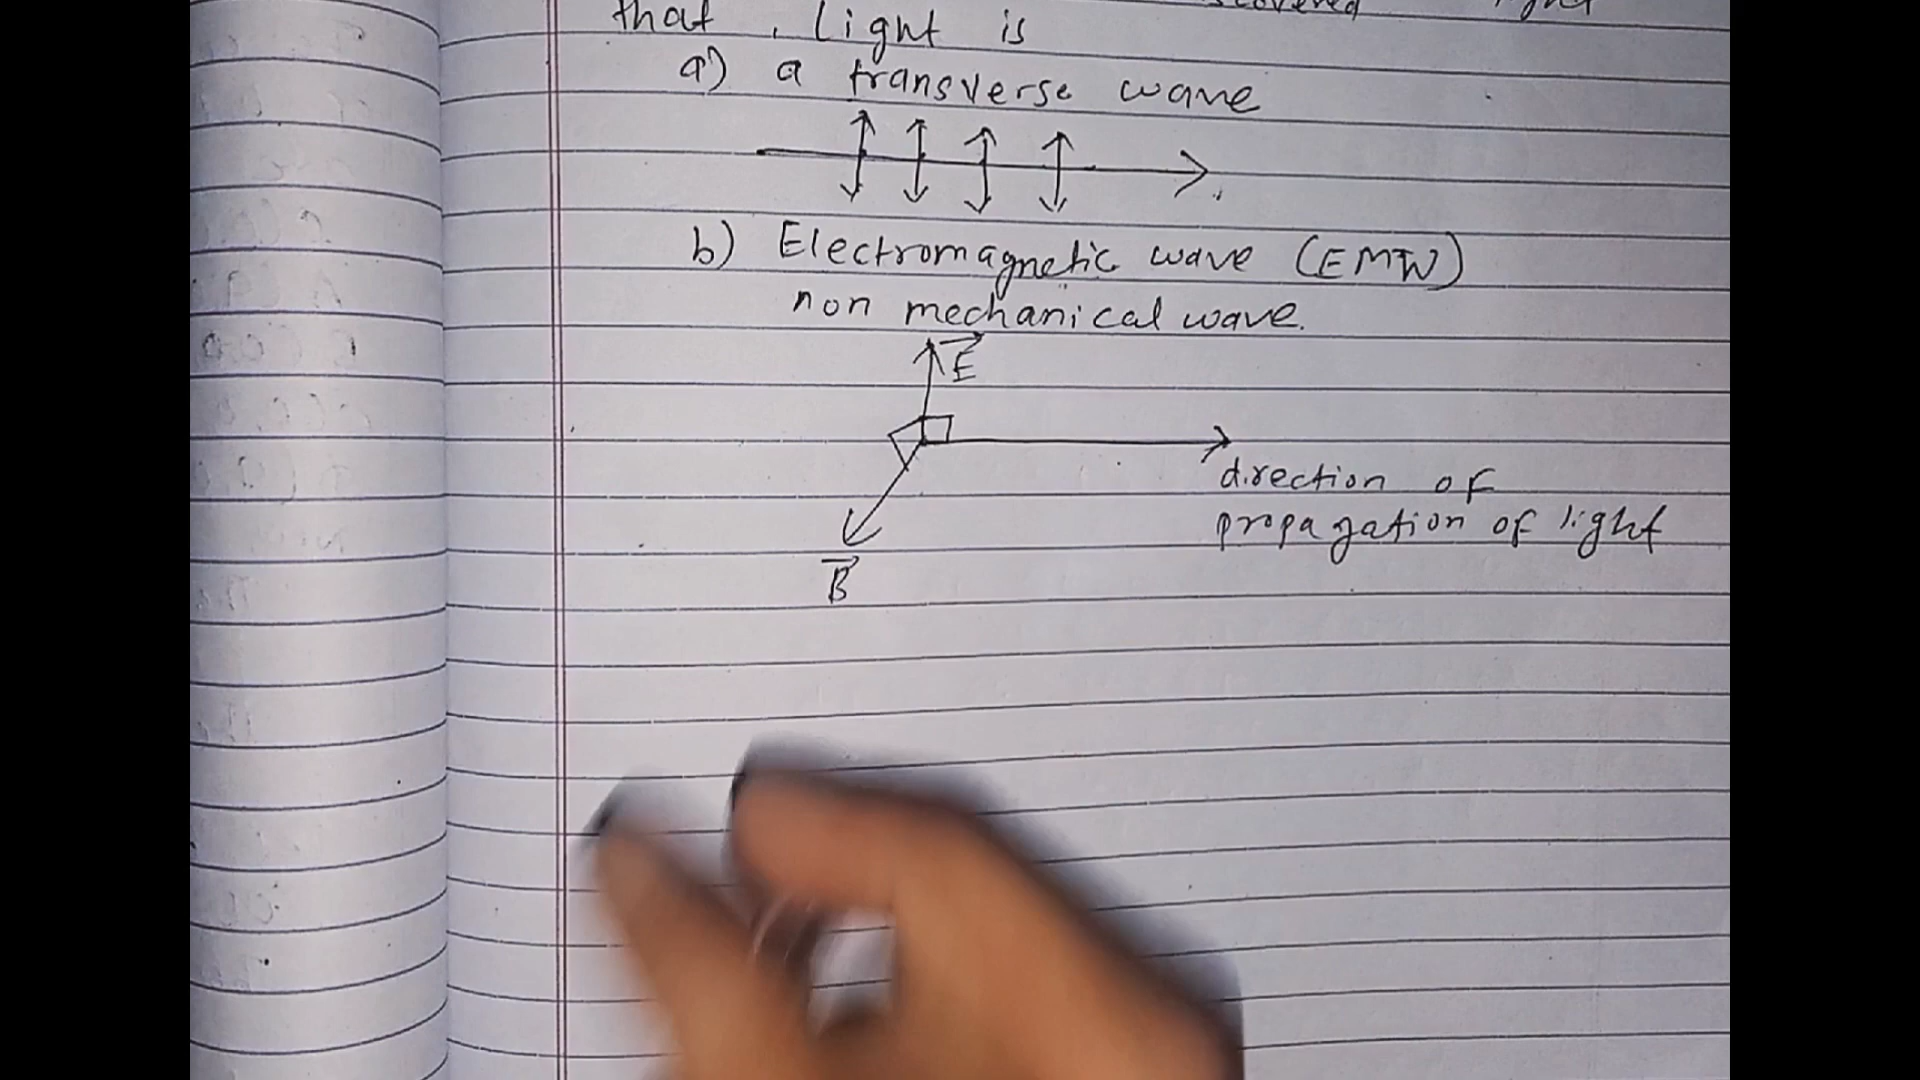 that , light is
a) a transverse wave
b) Electromagnetic wave (EMW)
non mechanical wave.
E
direction of
propagation of light
B